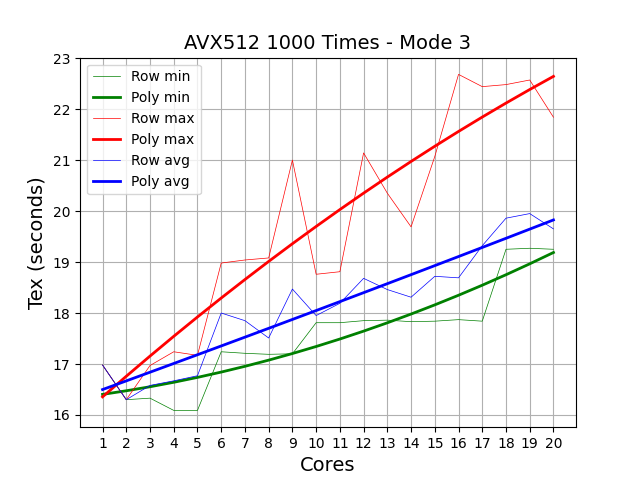 AVX512 1000 Times - Mode 3
Tex (seconds)
23
22
21
20
19
18
17
16
Row min
Poly min
Row max
Poly max
Row avg
Poly avg
1 2 3 4 5 6 7 8 9 10 11 12 13 14 15 16 17 18 19 20
Cores